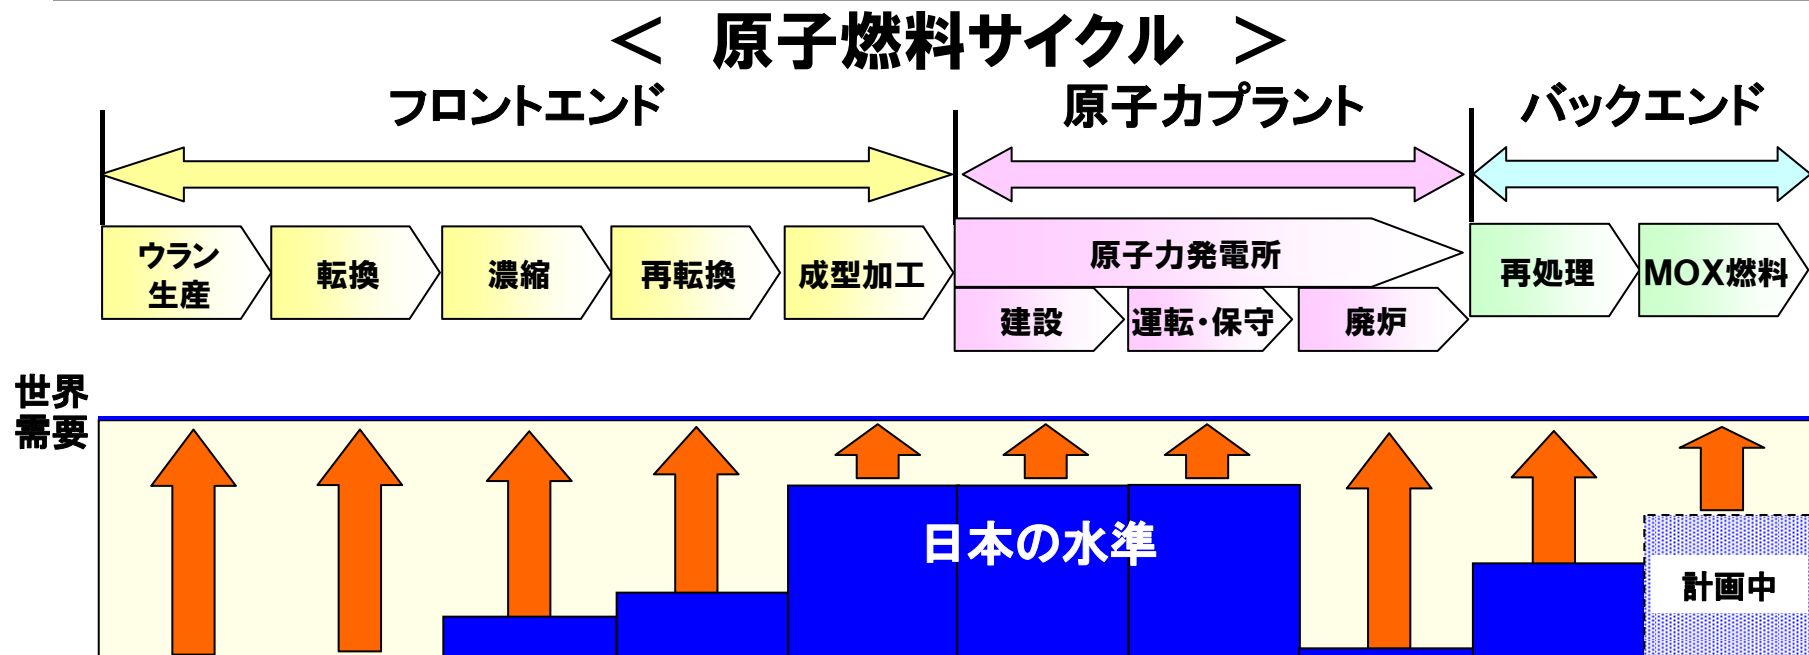 ＜ 原子燃料サイクル ＞
フロントエンド
原子力プラント
バックエンド
ウラン
生産
転換
濃縮
再転換
成型加工
原子力発電所
建設
運転・保守
廃炉
再処理
MOX燃料
世界
需要
日本の水準
計画中